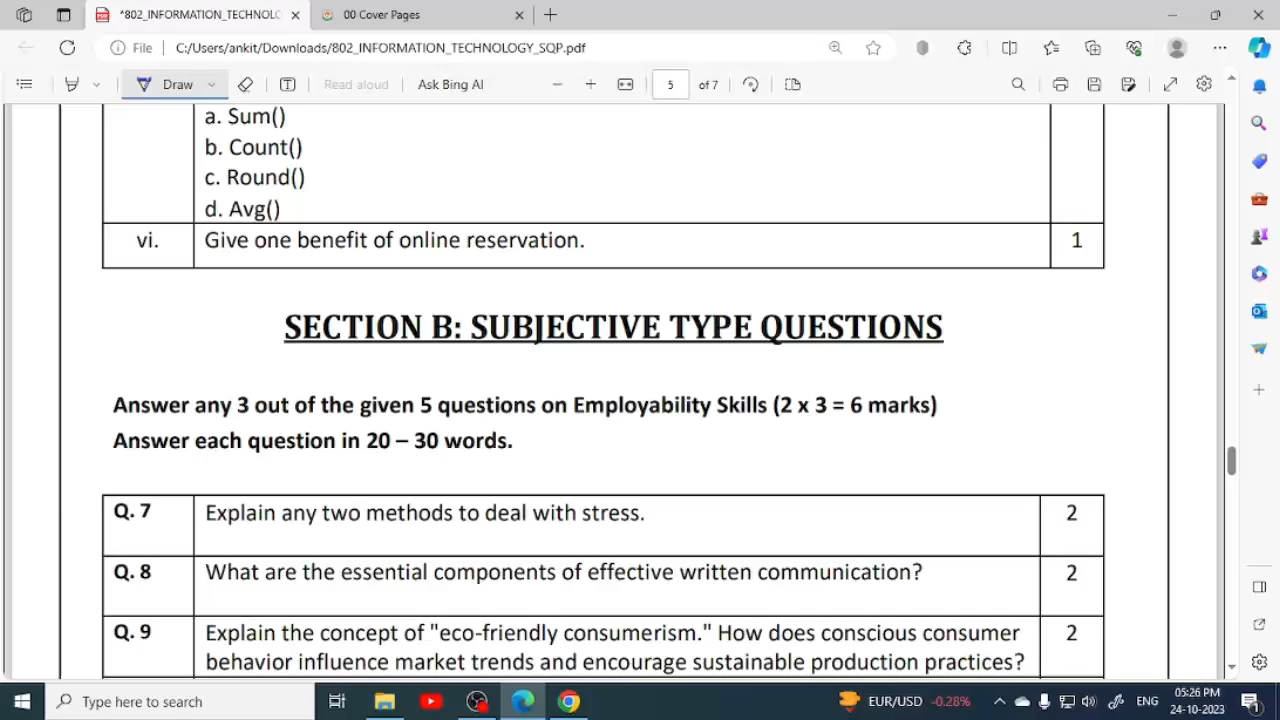 *802_INFORMATION_TECHNOLO
00 Cover Pages
File
C:/Users/ankit/Downloads/802_INFORMATION_TECHNOLOGY_SQP.pdf
Draw
Read aloud
Ask Bing AI
5
of 7
a. Sum()
b. Count()
c. Round()
d. Avg()
vi. Give one benefit of online reservation. 1
SECTION B: SUBJECTIVE TYPE QUESTIONS
Answer any 3 out of the given 5 questions on Employability Skills (2 x 3 = 6 marks)
Answer each question in 20 – 30 words.
Q. 7 Explain any two methods to deal with stress. 2
Q. 8 What are the essential components of effective written communication? 2
Q. 9 Explain the concept of "eco-friendly consumerism." How does conscious consumer 2
behavior influence market trends and encourage sustainable production practices?
Type here to search
EUR/USD -0.28%
ENG
05:26 PM
24-10-2023
1